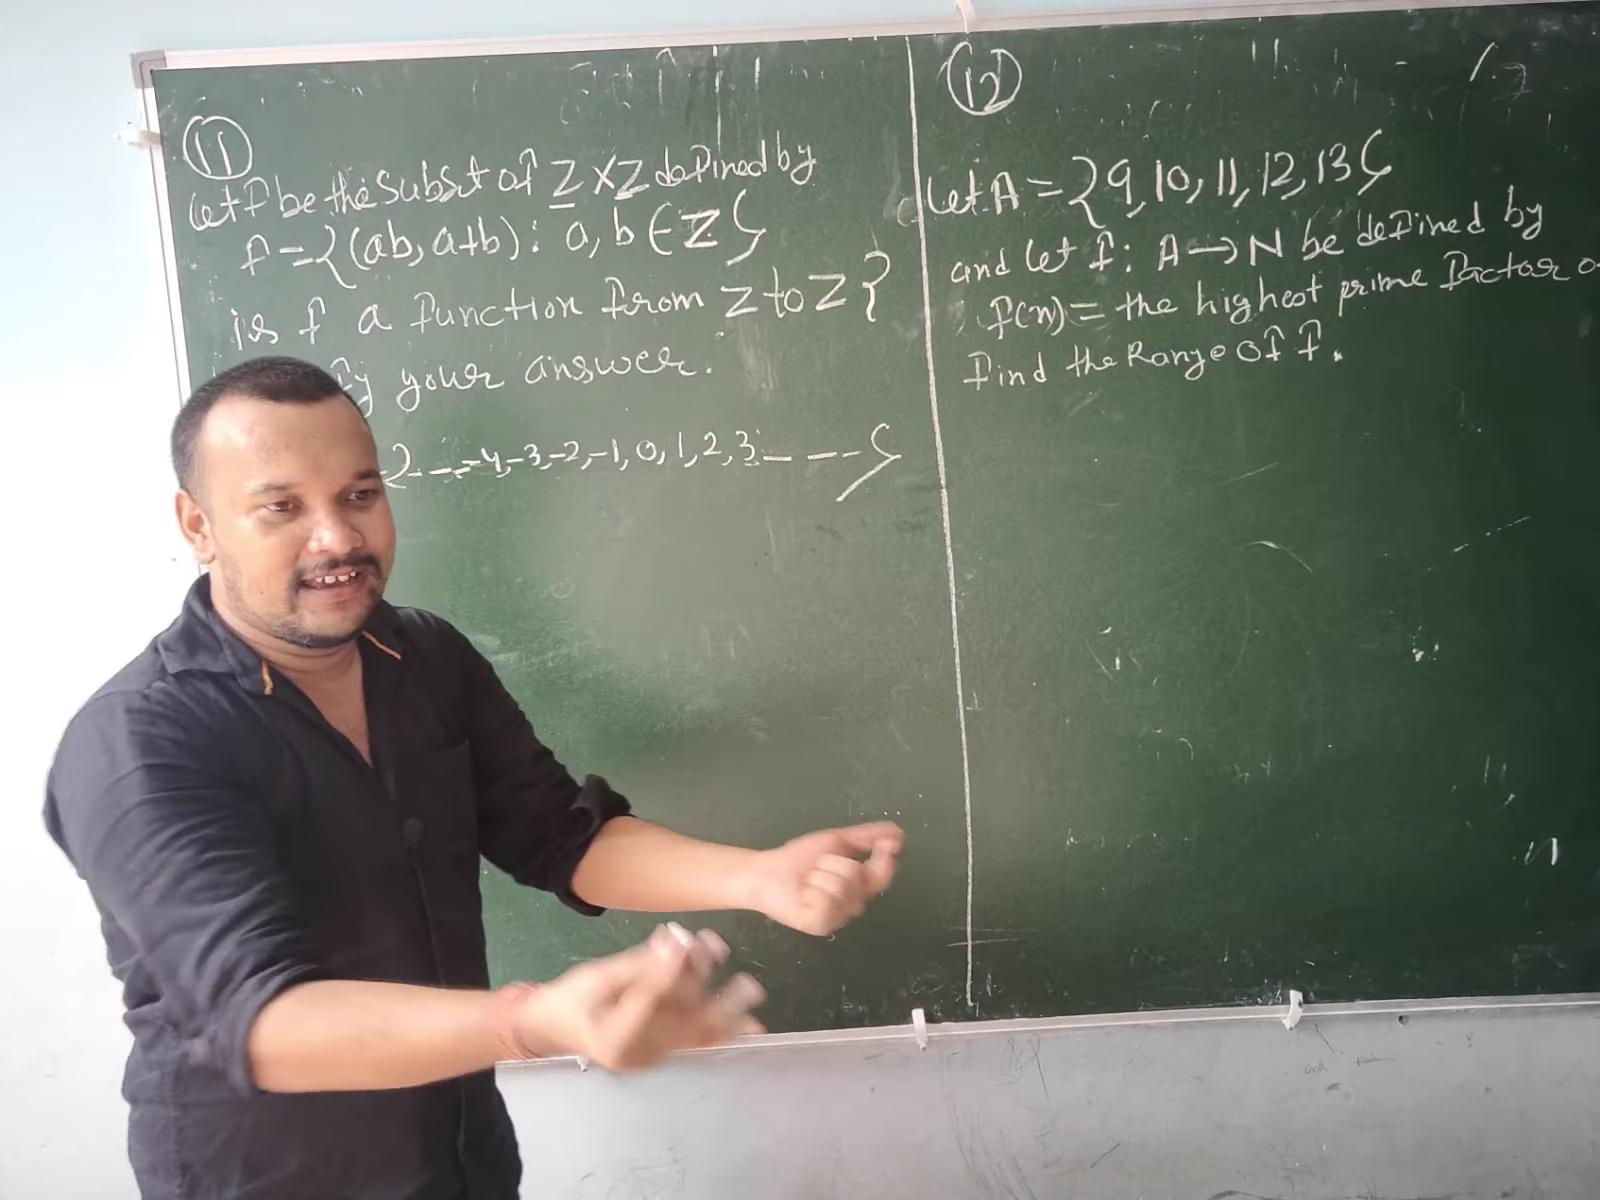 11
Let f be the Subset of Z × Z defined by
f = {(ab, a+b) : a, b ∈ Z}
is f a function from Z to Z?
your answer.
{ - - -, -4, -3, -2, -1, 0, 1, 2, 3 - - - - }
12
Let A = {9, 10, 11, 12, 13}
and let f : A → N be defined by
f(n) = the highest prime factor
find the Range of f.